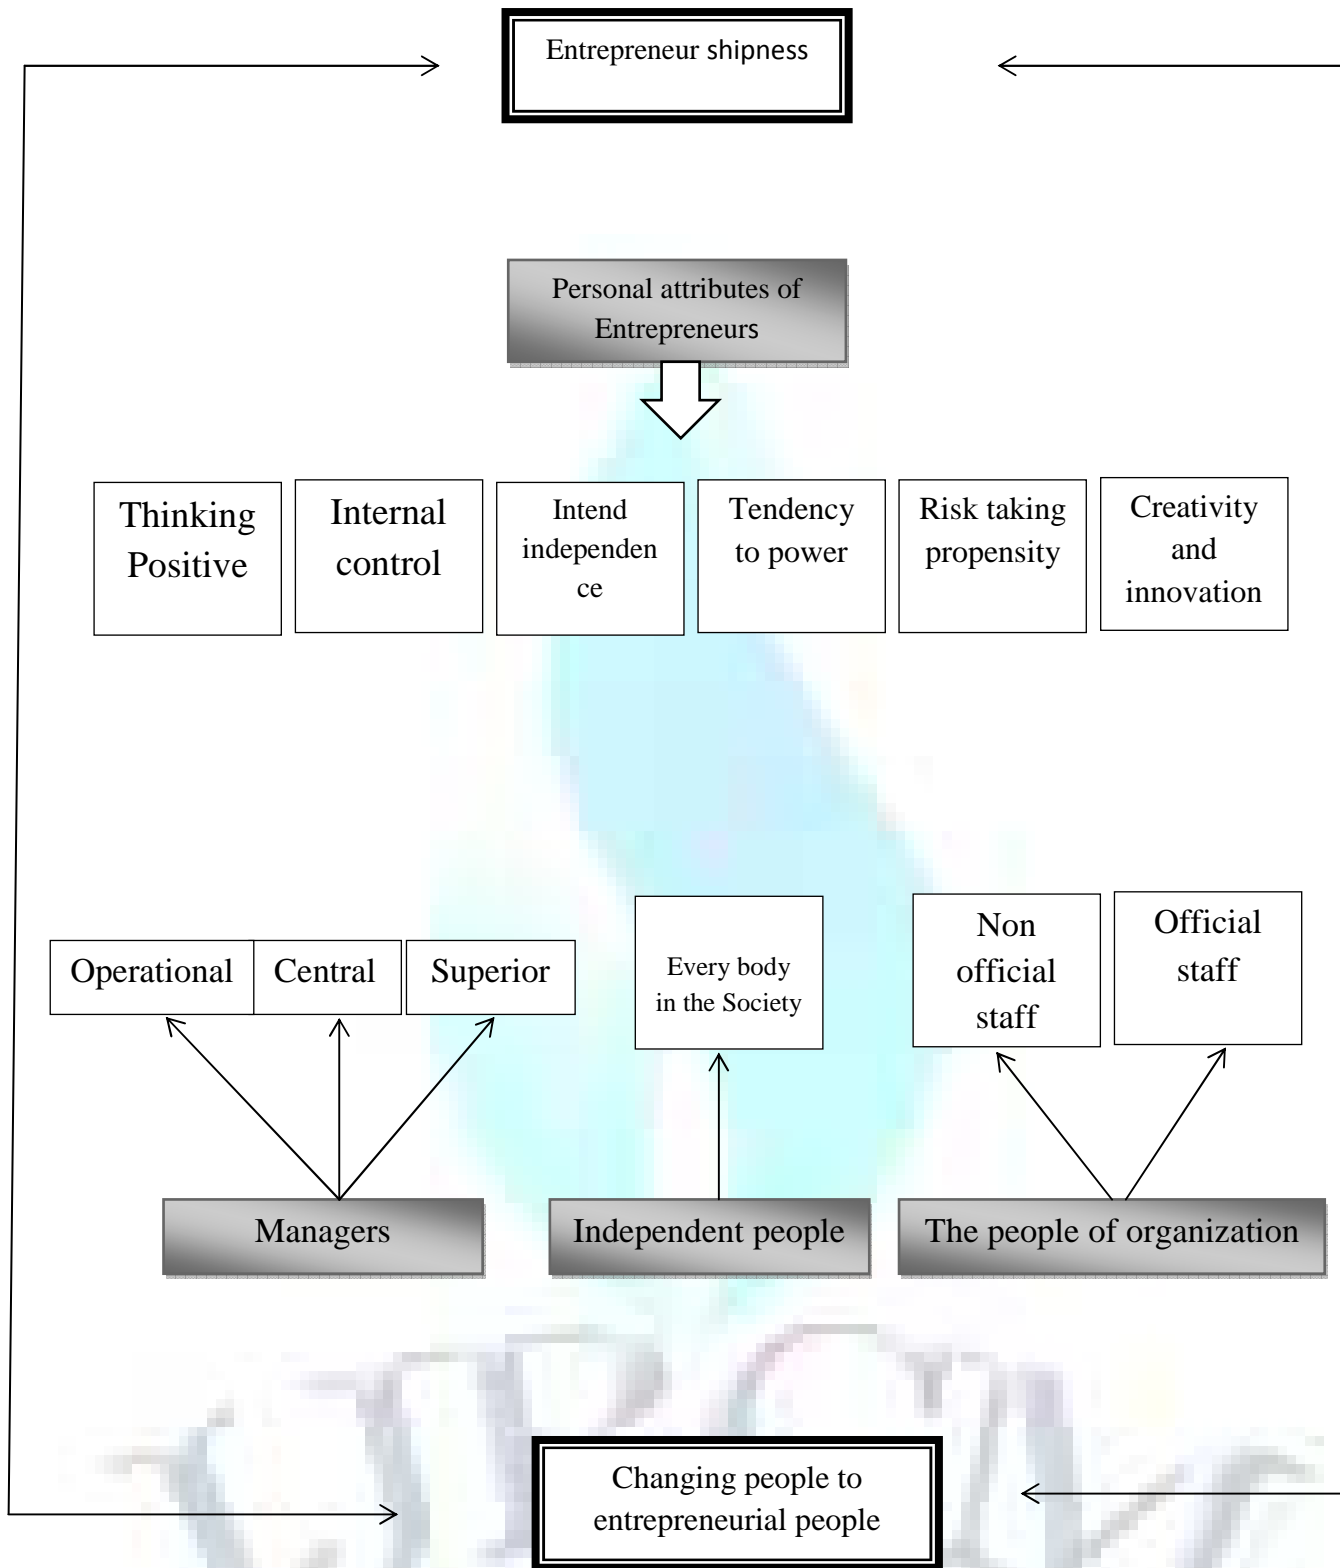 Entrepreneur shipness
Personal attributes of
Entrepreneurs
Thinking
Positive
Internal
control
Intend
independen
ce
Tendency
to power
Risk taking
propensity
Creativity
and
innovation
Operational
Central
Superior
Every body
in the Society
Non
official
staff
Official
staff
Managers
Independent people
The people of organization
Changing people to
entrepreneurial people